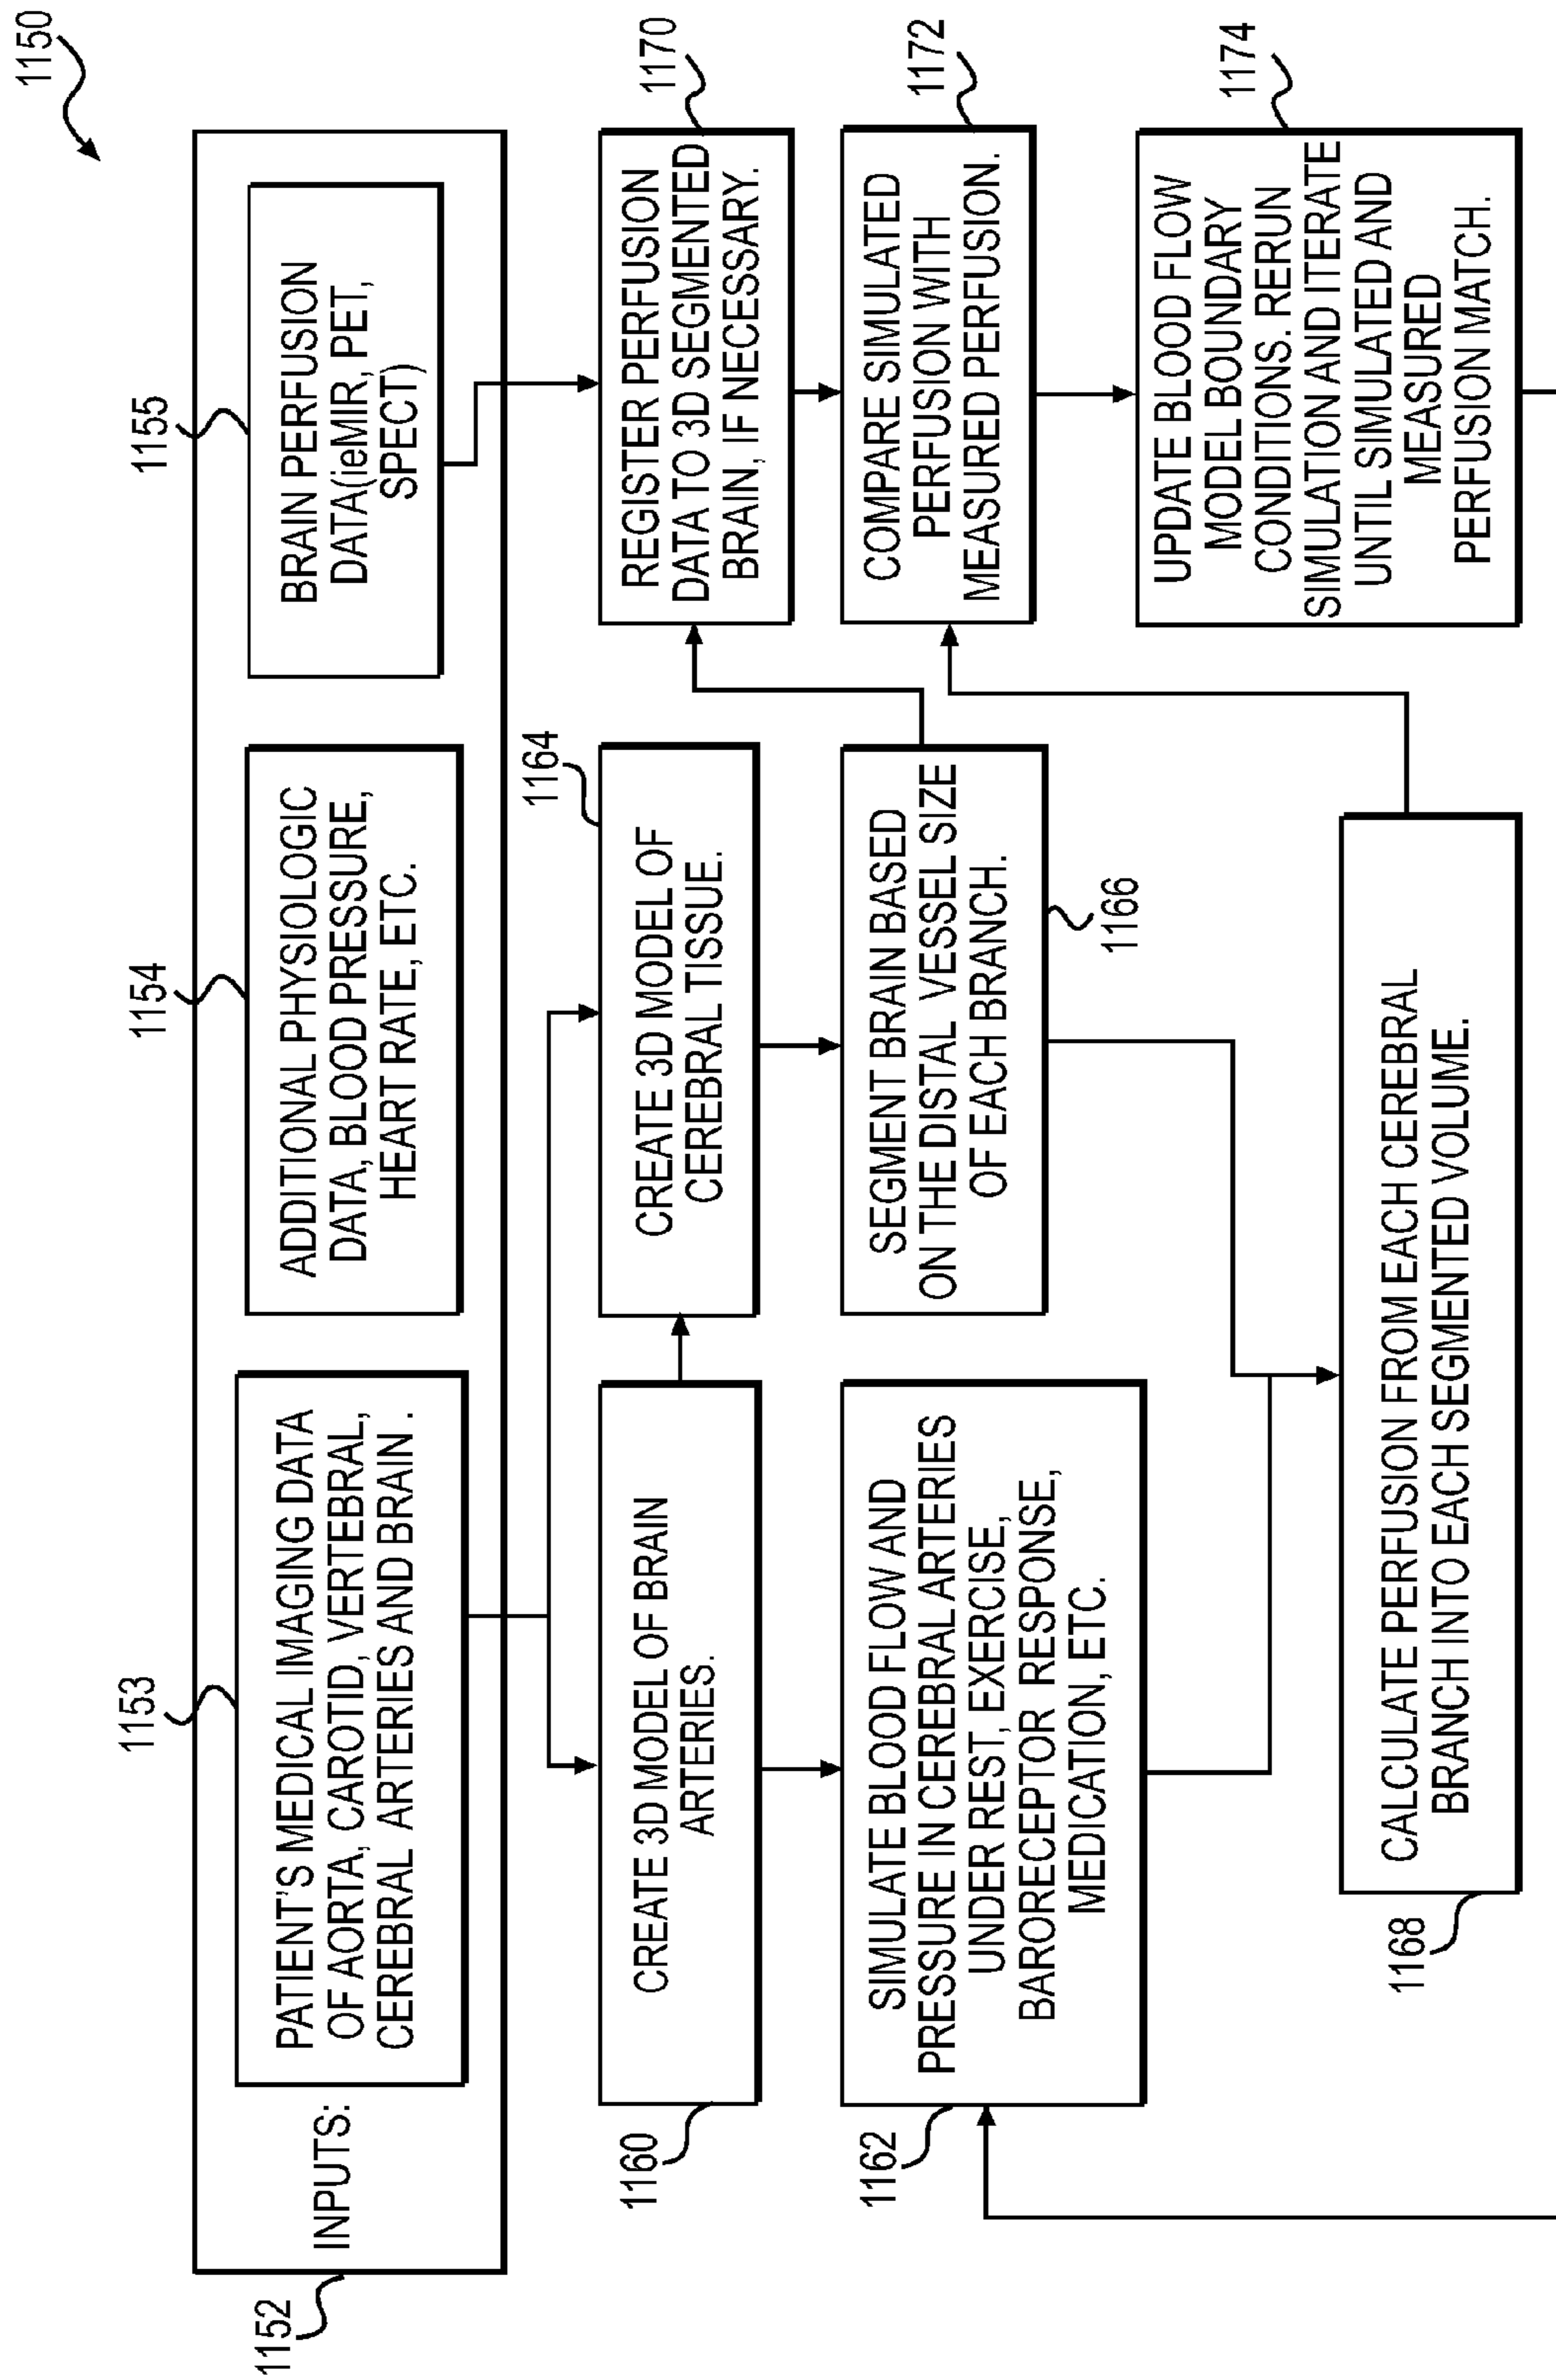 1150
1152
INPUTS:
1153
PATIENT'S MEDICAL IMAGING DATA
OF AORTA, CAROTID, VERTEBRAL,
CEREBRAL ARTERIES AND BRAIN .
1154
ADDITIONAL PHYSIOLOGIC
DATA, BLOOD PRESSURE,
HEART RATE, ETC.
1155
BRAIN PERFUSION
DATA(ieMIR, PET,
SPECT)
1160
CREATE 3D MODEL OF BRAIN
ARTERIES.
1164
CREATE 3D MODEL OF
CEREBRAL TISSUE.
1170
REGISTER PERFUSION
DATA TO 3D SEGMENTED
BRAIN, IF NECESSARY.
1162
SIMULATE BLOOD FLOW AND
PRESSURE IN CEREBRAL ARTERIES
UNDER REST, EXERCISE,
BARORECEPTOR RESPONSE,
MEDICATION, ETC.
SEGMENT BRAIN BASED
ON THE DISTAL VESSEL SIZE
OF EACH BRANCH.
1166
1172
COMPARE SIMULATED
PERFUSION WITH
MEASURED PERFUSION.
1174
UPDATE BLOOD FLOW
MODEL BOUNDARY
CONDITIONS. RERUN
SIMULATION AND ITERATE
UNTIL SIMULATED AND
MEASURED
PERFUSION MATCH.
1168
CALCULATE PERFUSION FROM EACH CEREBRAL
BRANCH INTO EACH SEGMENTED VOLUME.